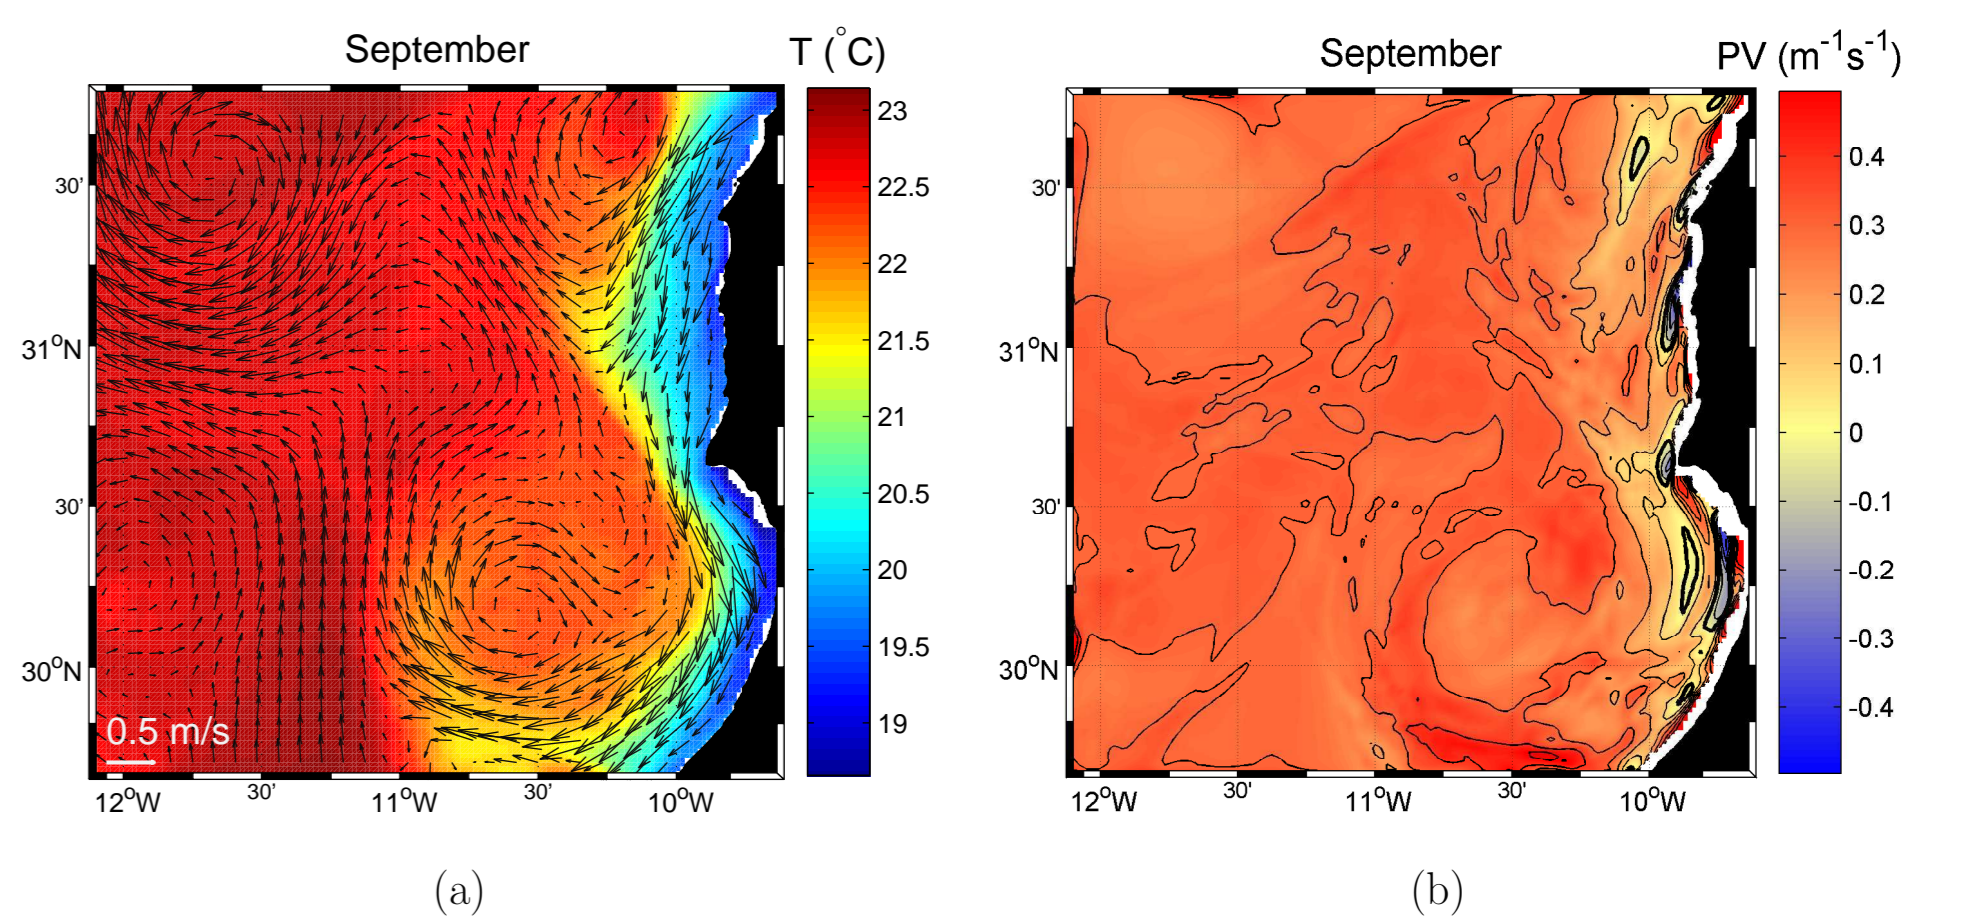 September
T (°C)
23
22.5
22
21.5
21
20.5
20
19.5
19
30'
31°N
30'
30°N
0.5 m/s
12°W
30'
11°W
30'
10°W
(a)
September
PV (m⁻¹s⁻¹)
0.4
0.3
0.2
0.1
0
-0.1
-0.2
-0.3
-0.4
30'
31°N
30'
30°N
12°W
30'
11°W
30'
10°W
(b)